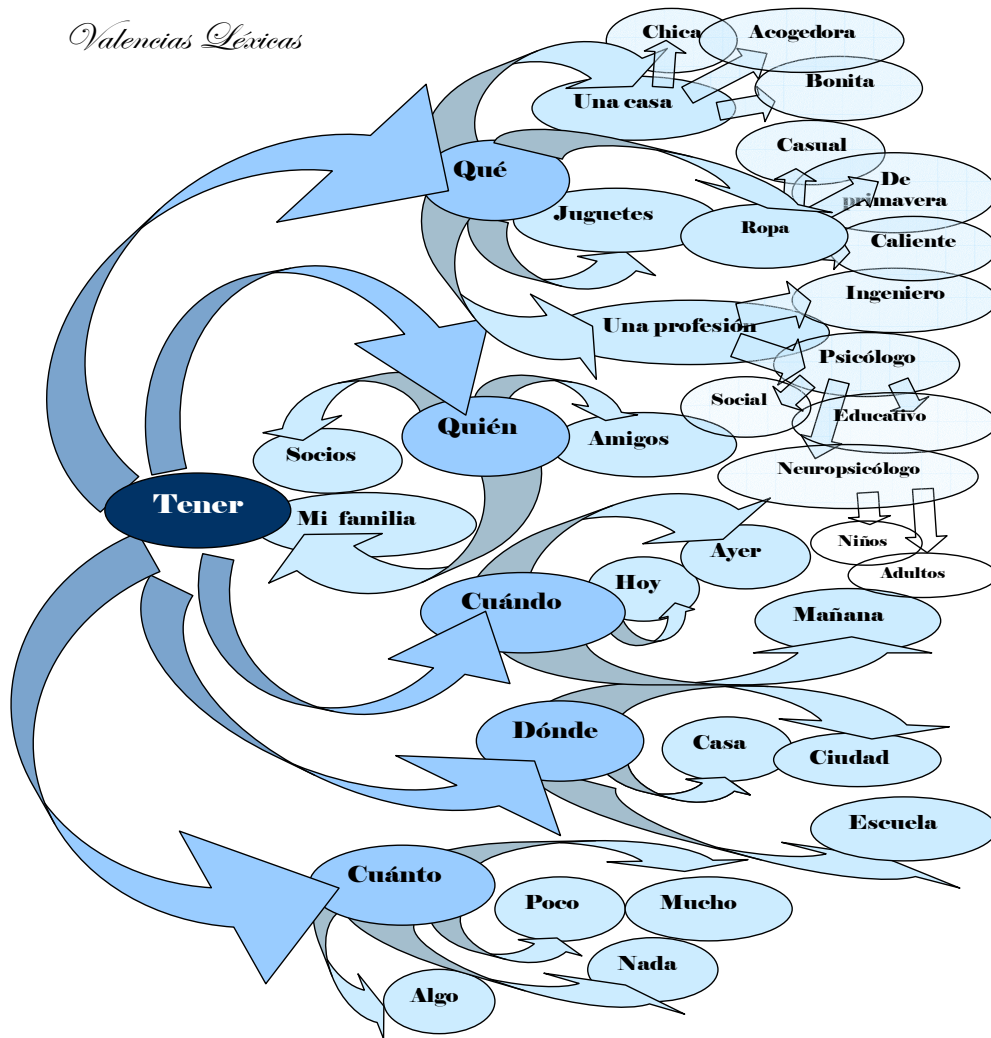 Valencias Léxicas
Chica
Acogedora
Bonita
Una casa
Casual
Qué
De
primavera
Juguetes
Ropa
Caliente
Ingeniero
Una profesión
Psicólogo
Social
Educativo
Quién
Amigos
Socios
Neuropsicólogo
Tener
Mi familia
Niños
Adultos
Ayer
Hoy
Cuándo
Mañana
Dónde
Casa
Ciudad
Escuela
Cuánto
Poco
Mucho
Nada
Algo